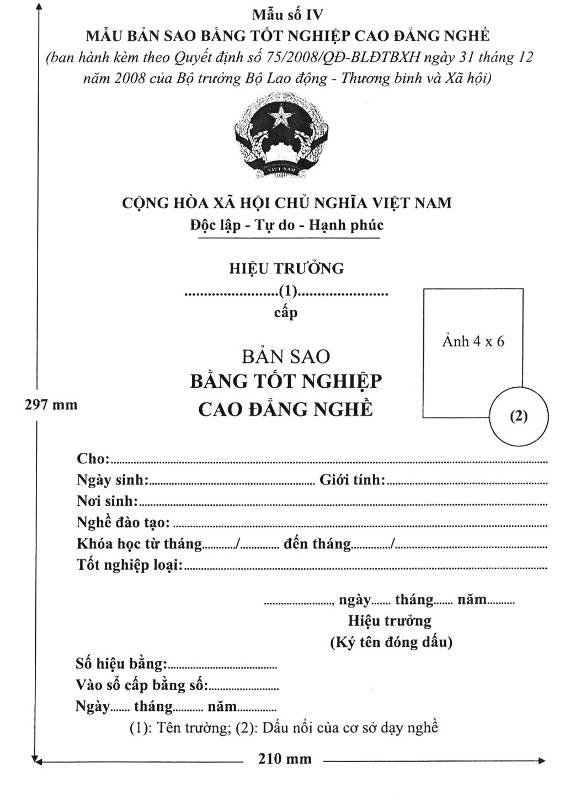 Mẫu số IV
MẪU BẢN SAO BẰNG TỐT NGHIỆP CAO ĐẲNG NGHỀ
(ban hành kèm theo Quyết định số 75/2008/QĐ-BLĐTBXH ngày 31 tháng 12
năm 2008 của Bộ trưởng Bộ Lao động - Thương binh và Xã hội)
VIỆT NAM
CỘNG HÒA XÃ HỘI CHỦ NGHĨA VIỆT NAM
Độc lập - Tự do - Hạnh phúc
HIỆU TRƯỞNG
........................(1).......................
cấp
Ảnh 4 x 6
BẢN SAO
BẰNG TỐT NGHIỆP
CAO ĐẲNG NGHỀ
(2)
297 mm
Cho:....................................................................
Ngày sinh:.............................. Giới tính:..............................
Nơi sinh:....................................................................
Nghề đào tạo: ....................................................................
Khóa học từ tháng.........../............. đến tháng............./..............................
Tốt nghiệp loại:....................................................................
......................, ngày....... tháng....... năm..........
Hiệu trưởng
(Ký tên đóng dấu)
Số hiệu bằng:..............................
Vào sổ cấp bằng số:.......................
Ngày....... tháng........... năm.............
(1): Tên trường; (2): Dấu nổi của cơ sở dạy nghề
210 mm